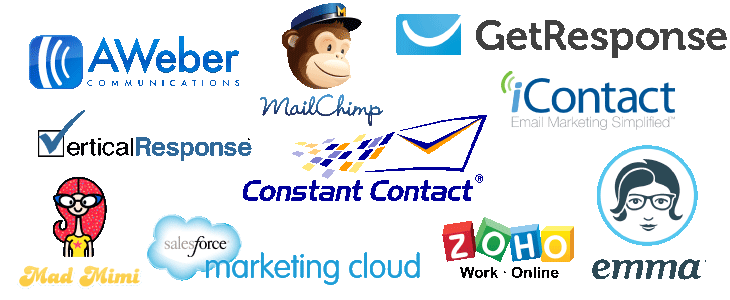 AWeber
COMMUNICATIONS
MailChimp
GetResponse
iContact
Email Marketing Simplified™
VerticalResponse
Constant Contact®
Mad Mimi
salesforce
marketing cloud
ZOHO
Work · Online
emma